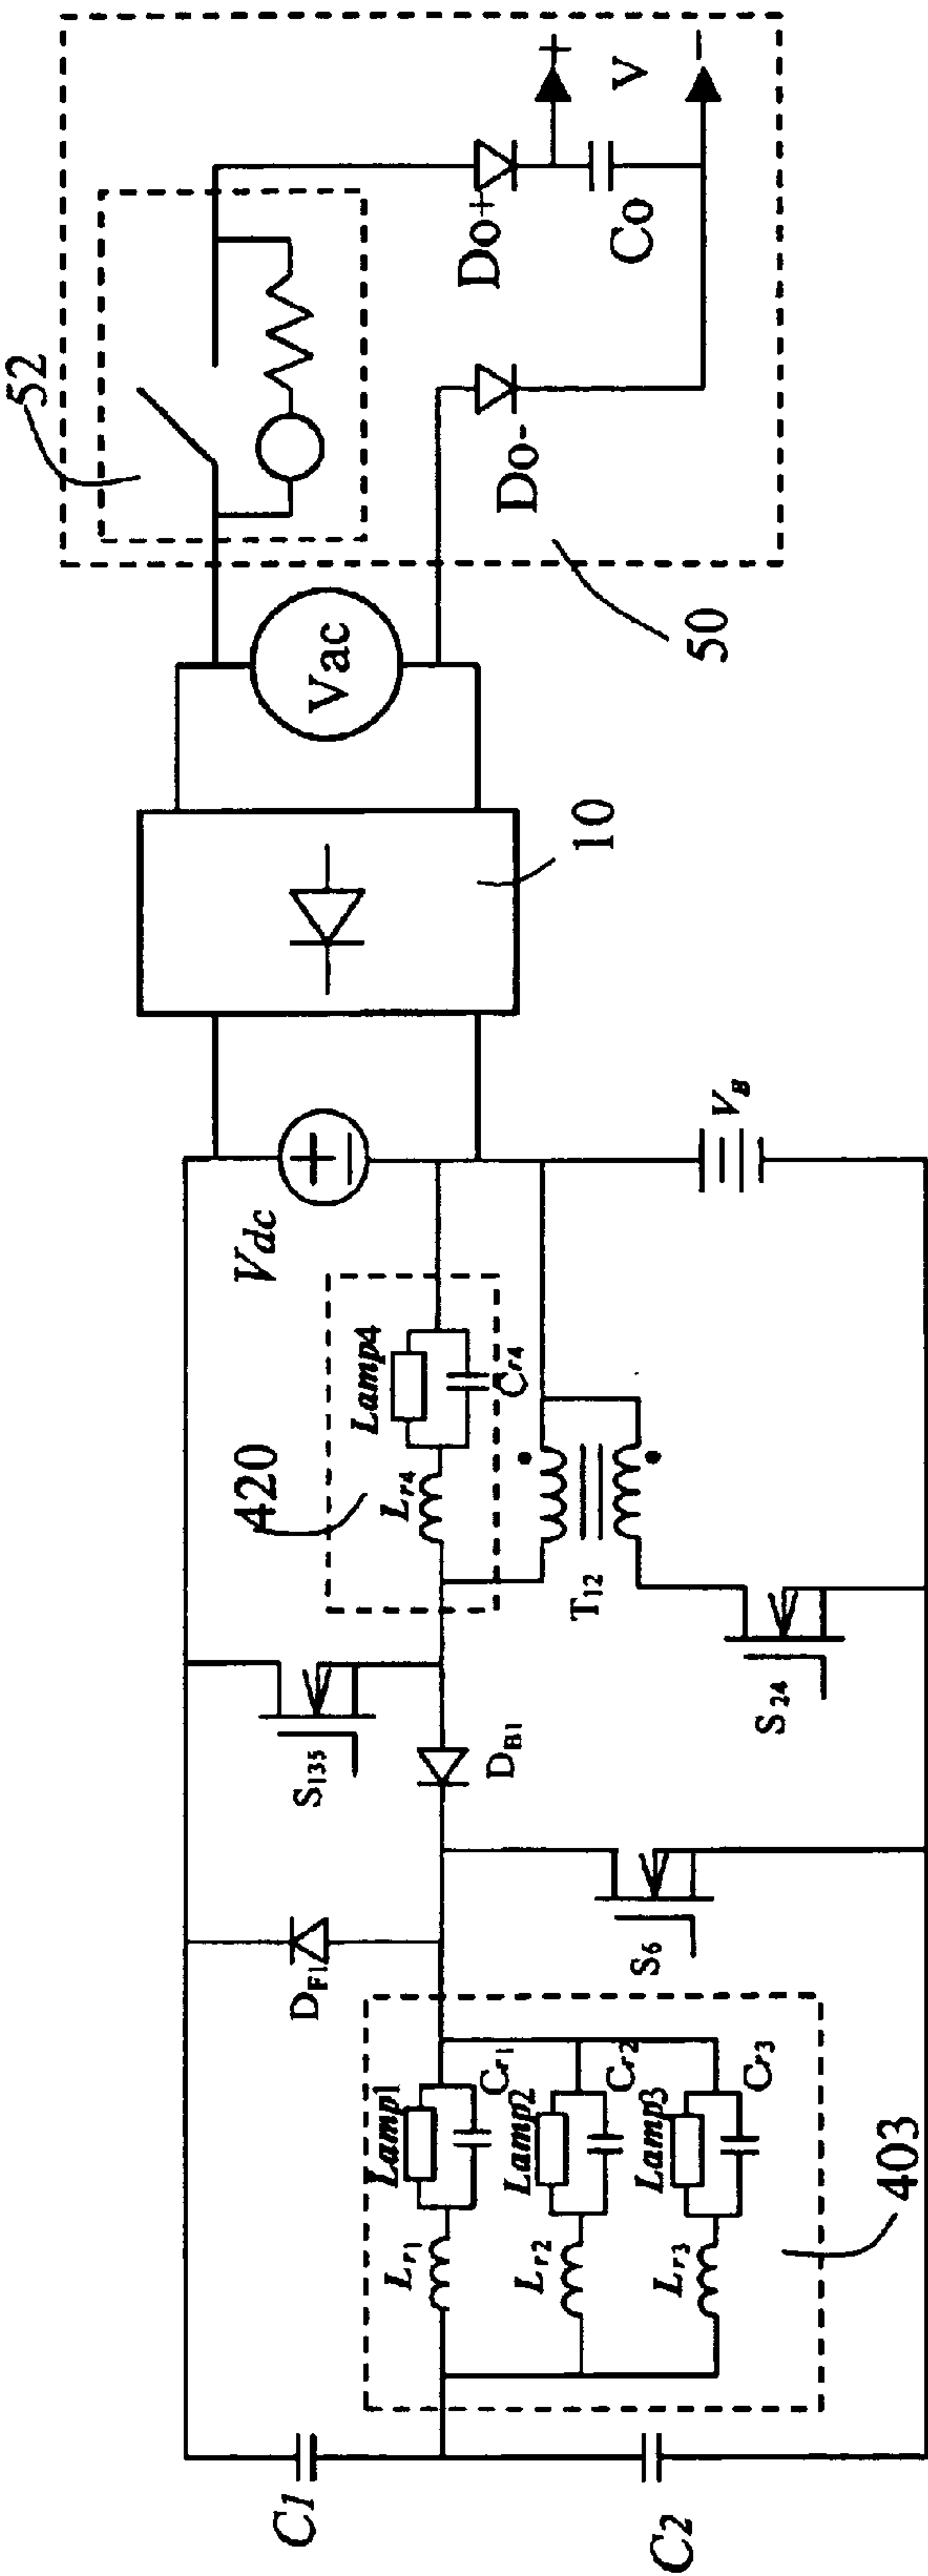 52
Do+
+
V
−
Co
Do-
50
Vac
10
Vdc
+
−
V_B
420
Lamp4
L_r4
C_r4
T_12
S_135
S_24
D_B1
D_F1
S_6
Lamp1
C_r1
L_r1
Lamp2
C_r2
L_r2
Lamp3
C_r3
L_r3
403
C1
C2